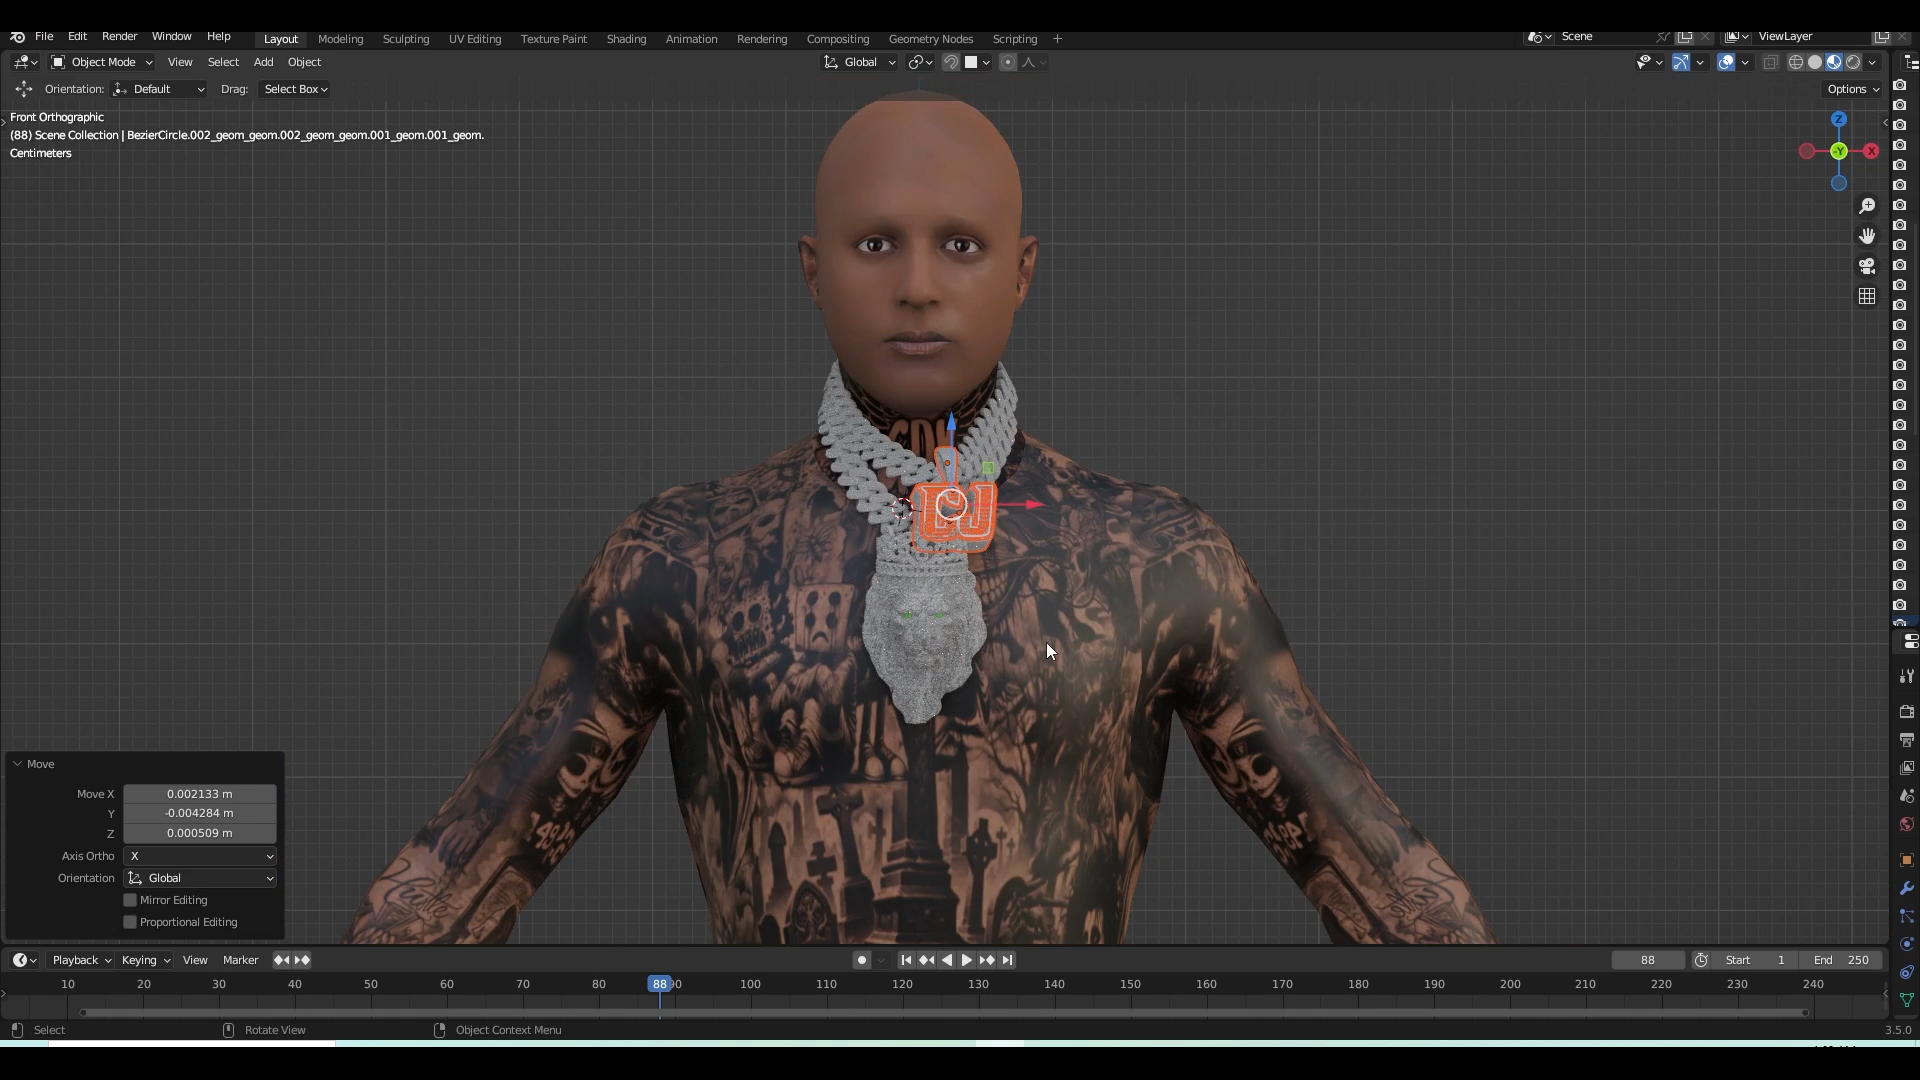 File Edit Render Window Help Layout Modeling Sculpting UV Editing Texture Paint Shading Animation Rendering Compositing Geometry Nodes Scripting + Scene ViewLayer
Object Mode View Select Add Object Global
Orientation: Default Drag: Select Box Options
Front Orthographic
(88) Scene Collection | BezierCircle.002_geom_geom.002_geom_geom.001_geom.001_geom.
Centimeters
Z
-Y X
Move
Move X 0.002133 m
Y -0.004284 m
Z 0.000509 m
Axis Ortho X
Orientation Global
Mirror Editing
Proportional Editing
Playback Keying View Marker 88 Start 1 End 250
10 20 30 40 50 60 70 80 88 90 100 110 120 130 140 150 160 170 180 190 200 210 220 230 240
Select Rotate View Object Context Menu 3.5.0